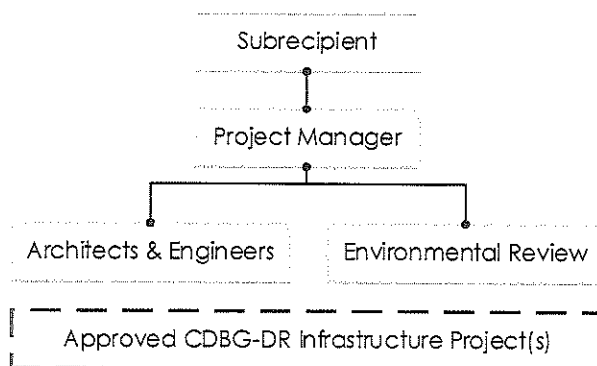 Subrecipient
Project Manager
Architects & Engineers
Environmental Review
Approved CDBG-DR Infrastructure Project(s)